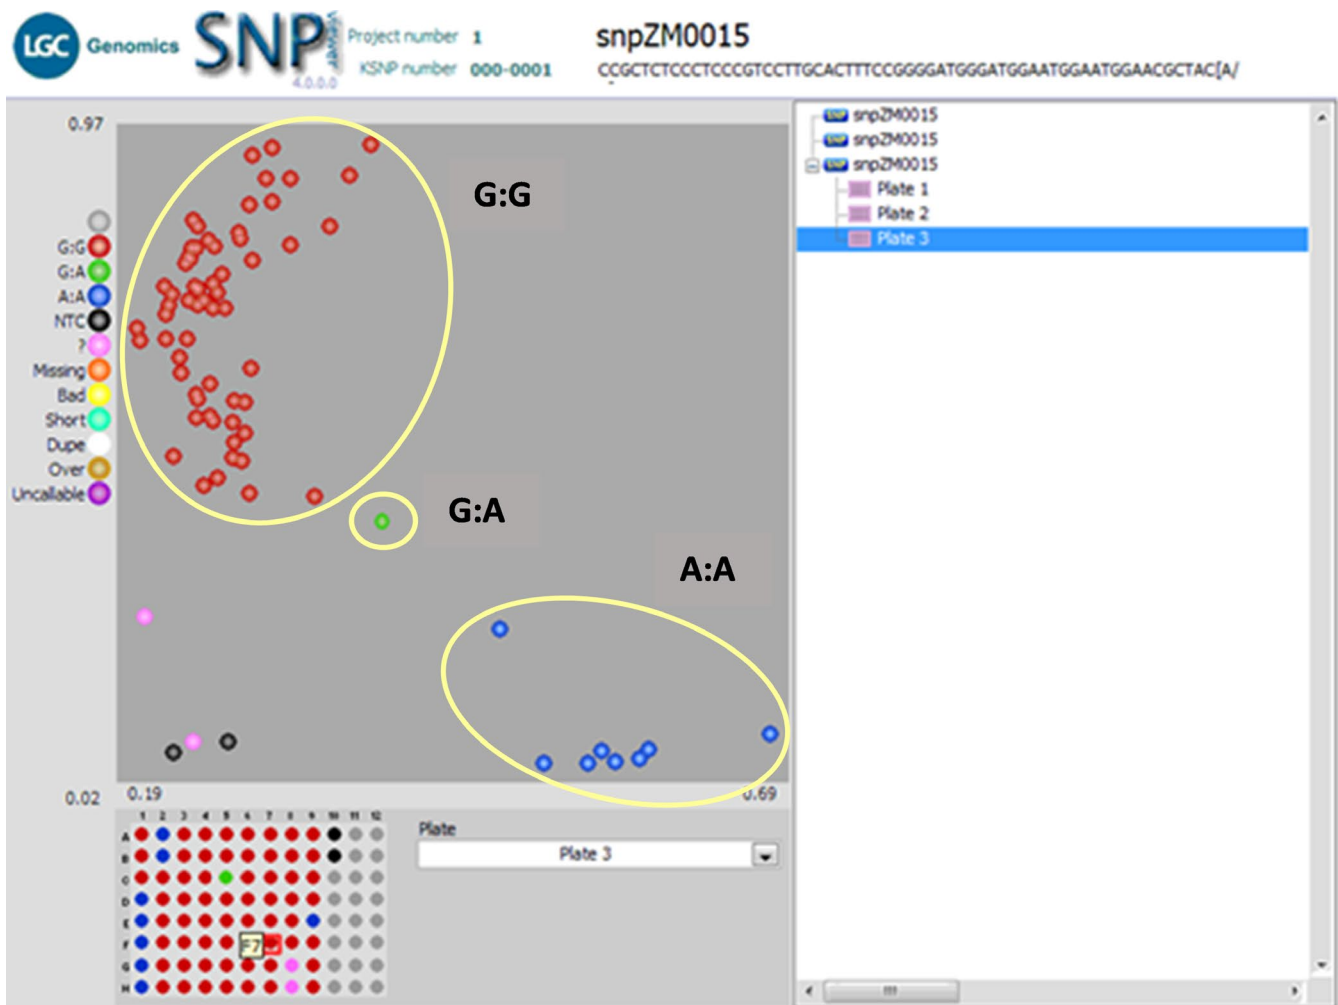 LGC Genomics SNP viewer 4.0.0.0
Project number 1
KSNP number 000-0001
snpZM0015
CCGCTCTCCCTCCCGTCCTTGCACTTTCCGGGGATGGGATGGAATGGAATGGAACGCTAC[A/
0.97
G:G
G:A
A:A
NTC
?
Missing
Bad
Short
Dupe
Over
Uncallable
G:G
G:A
A:A
0.02
0.19
0.69
snpZM0015
snpZM0015
snpZM0015
Plate 1
Plate 2
Plate 3
1 2 3 4 5 6 7 8 9 10 11 12
A
B
C
D
E
F
F7
G
H
Plate
Plate 3